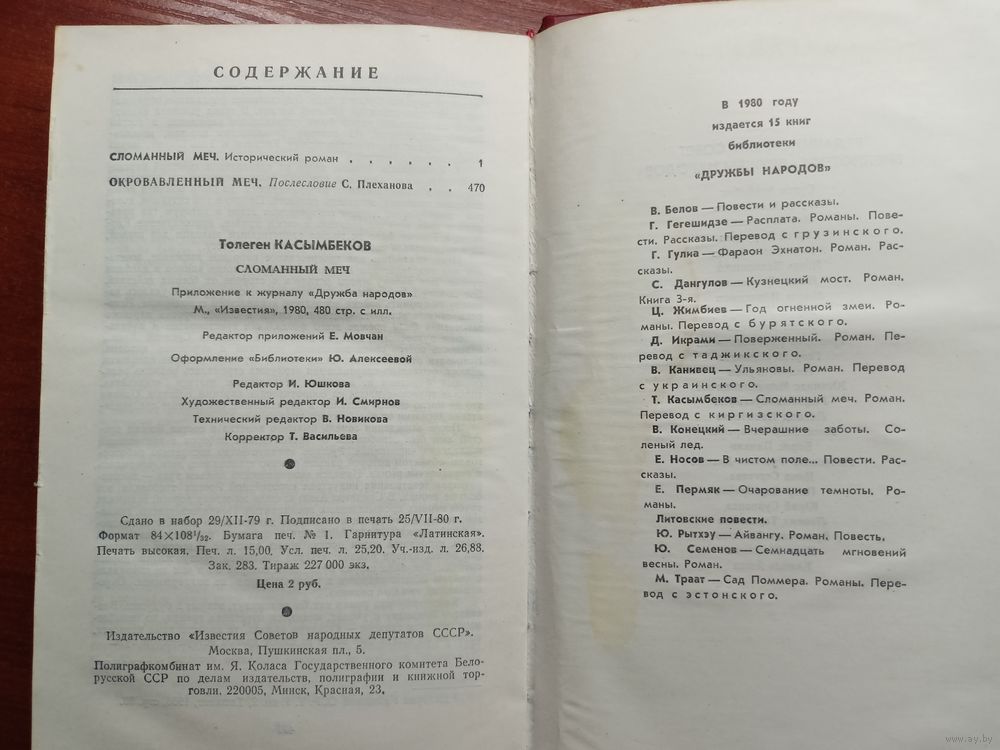 СОДЕРЖАНИЕ
СЛОМАННЫЙ МЕЧ. Исторический роман . . . . . . 1
ОКРОВАВЛЕННЫЙ МЕЧ. Послесловие С. Плеханова . . 470
Толеген КАСЫМБЕКОВ
СЛОМАННЫЙ МЕЧ
Приложение к журналу «Дружба народов»
М., «Известия», 1980, 480 стр. с илл.
Редактор приложений Е. Мовчан
Оформление «Библиотеки» Ю. Алексеевой
Редактор И. Юшкова
Художественный редактор И. Смирнов
Технический редактор В. Новикова
Корректор Т. Васильева
Сдано в набор 29/XII-79 г. Подписано в печать 25/VII-80 г.
Формат 84×108¹/₃₂. Бумага печ. № 1. Гарнитура «Латинская».
Печать высокая. Печ. л. 15,00. Усл. печ. л. 25,20. Уч.-изд. л. 26,88.
Зак. 283. Тираж 227 000 экз.
Цена 2 руб.
Издательство «Известия Советов народных депутатов СССР».
Москва, Пушкинская пл., 5.
Полиграфкомбинат им. Я. Коласа Государственного комитета Бело-
русской ССР по делам издательств, полиграфии и книжной тор-
говли. 220005, Минск, Красная, 23.
В 1980 году
издается 15 книг
библиотеки
«ДРУЖБЫ НАРОДОВ»
В. Белов — Повести и рассказы.
Г. Гегешидзе — Расплата. Романы. Пове-
сти. Рассказы. Перевод с грузинского.
Г. Гулиа — Фараон Эхнатон. Роман. Рас-
сказы.
С. Дангулов — Кузнецкий мост. Роман.
Книга 3-я.
Ц. Жимбиев — Год огненной змеи. Ро-
маны. Перевод с бурятского.
Д. Икрами — Поверженный. Роман. Пе-
ревод с таджикского.
В. Канивец — Ульяновы. Роман. Перевод
с украинского.
Т. Касымбеков — Сломанный меч. Роман.
Перевод с киргизского.
В. Конецкий — Вчерашние заботы. Со-
леный лед.
Е. Носов — В чистом поле... Повести. Рас-
сказы.
Е. Пермяк — Очарование темноты. Ро-
маны.
Литовские повести.
Ю. Рытхэу — Айвангу. Роман. Повесть.
Ю. Семенов — Семнадцать мгновений
весны. Роман.
М. Траат — Сад Поммера. Романы. Пере-
вод с эстонского.
www.ay.by